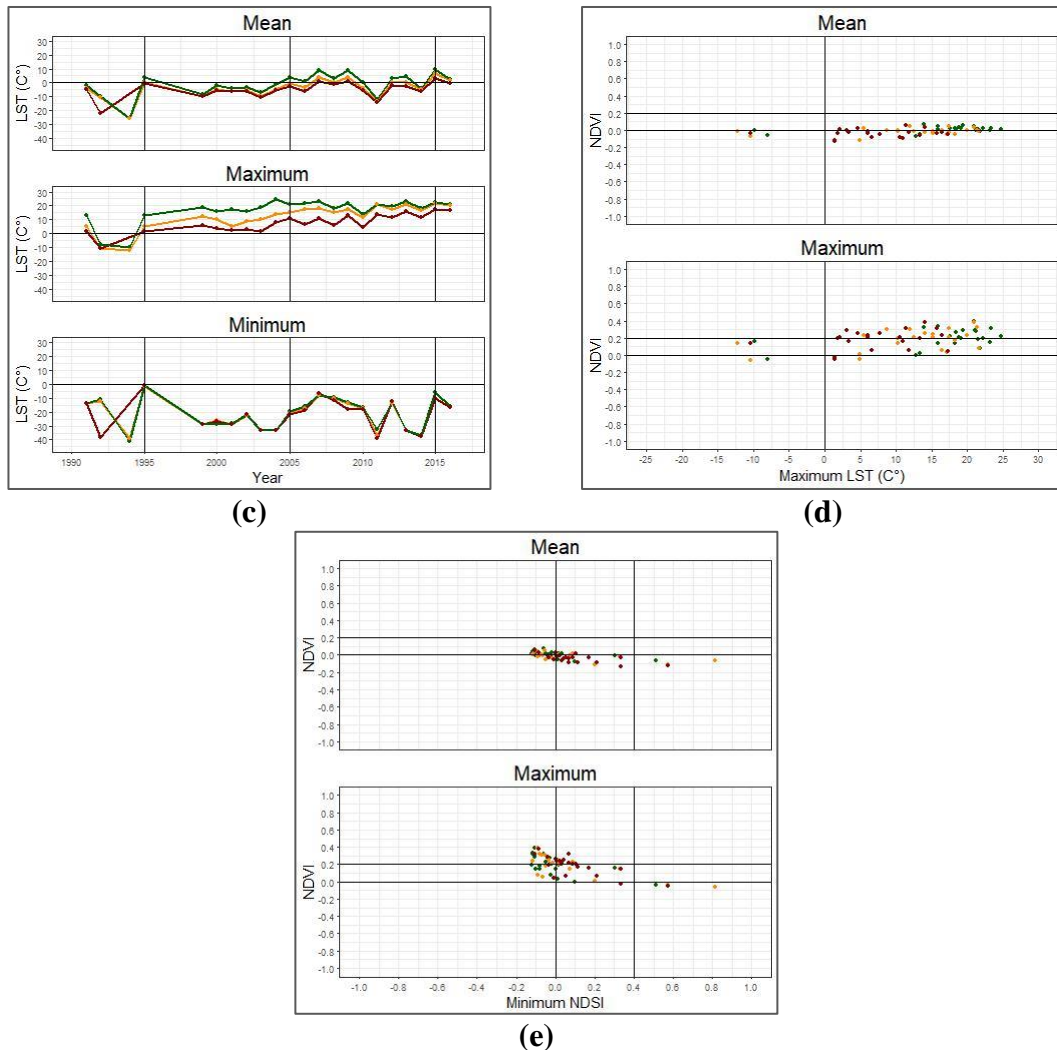 Mean
LST (C°)
30
20
10
0
-10
-20
-30
-40
Maximum
LST (C°)
30
20
10
0
-10
-20
-30
-40
Minimum
LST (C°)
30
20
10
0
-10
-20
-30
-40
1990 1995 2000 2005 2010 2015
Year
(c)
Mean
NDVI
1.0
0.8
0.6
0.4
0.2
0.0
-0.2
-0.4
-0.6
-0.8
-1.0
Maximum
NDVI
1.0
0.8
0.6
0.4
0.2
0.0
-0.2
-0.4
-0.6
-0.8
-1.0
-25 -20 -15 -10 -5 0 5 10 15 20 25 30
Maximum LST (C°)
(d)
Mean
NDVI
1.0
0.8
0.6
0.4
0.2
0.0
-0.2
-0.4
-0.6
-0.8
-1.0
Maximum
NDVI
1.0
0.8
0.6
0.4
0.2
0.0
-0.2
-0.4
-0.6
-0.8
-1.0
-1.0 -0.8 -0.6 -0.4 -0.2 0.0 0.2 0.4 0.6 0.8 1.0
Minimum NDSI
(e)